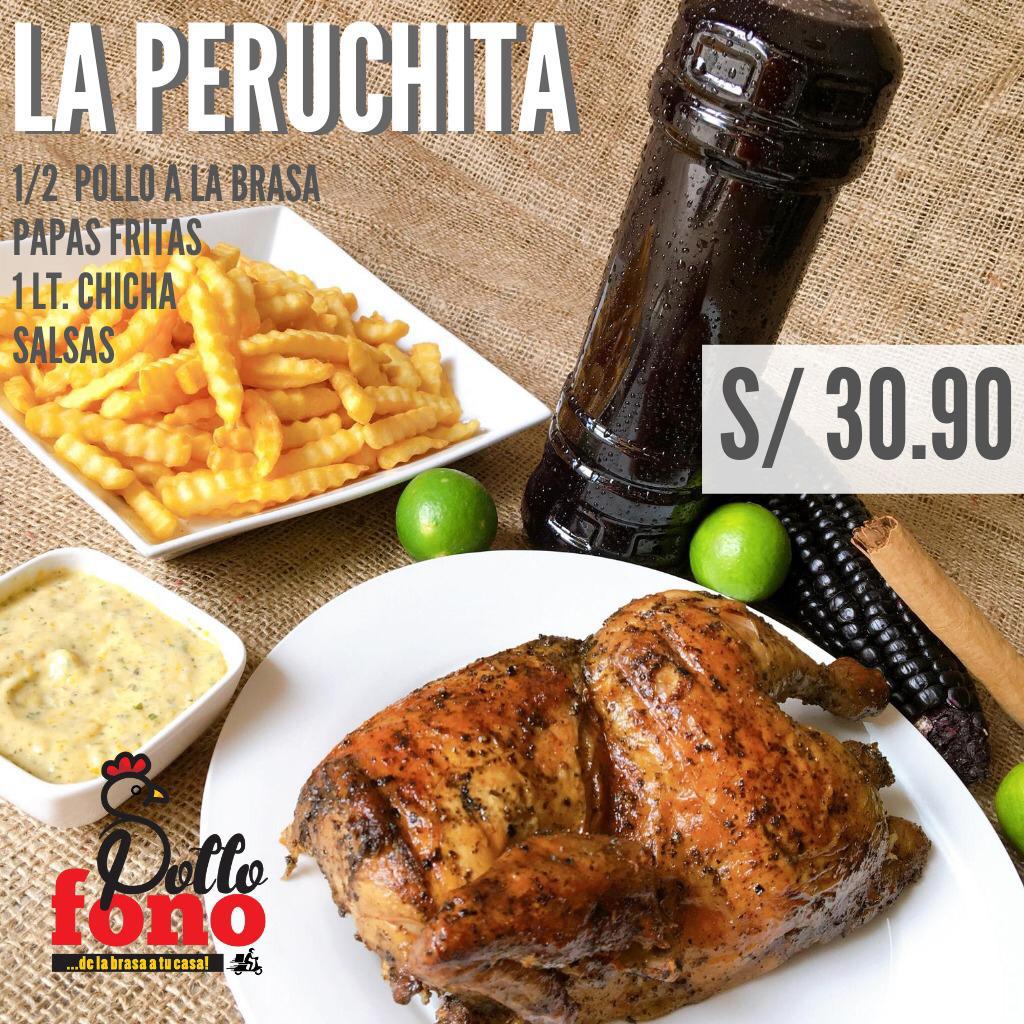 LA PERUCHITA
1/2 POLLO A LA BRASA
PAPAS FRITAS
1 LT. CHICHA
SALSAS
S/ 30.90
Pollo
fono
...de la brasa a tu casa!